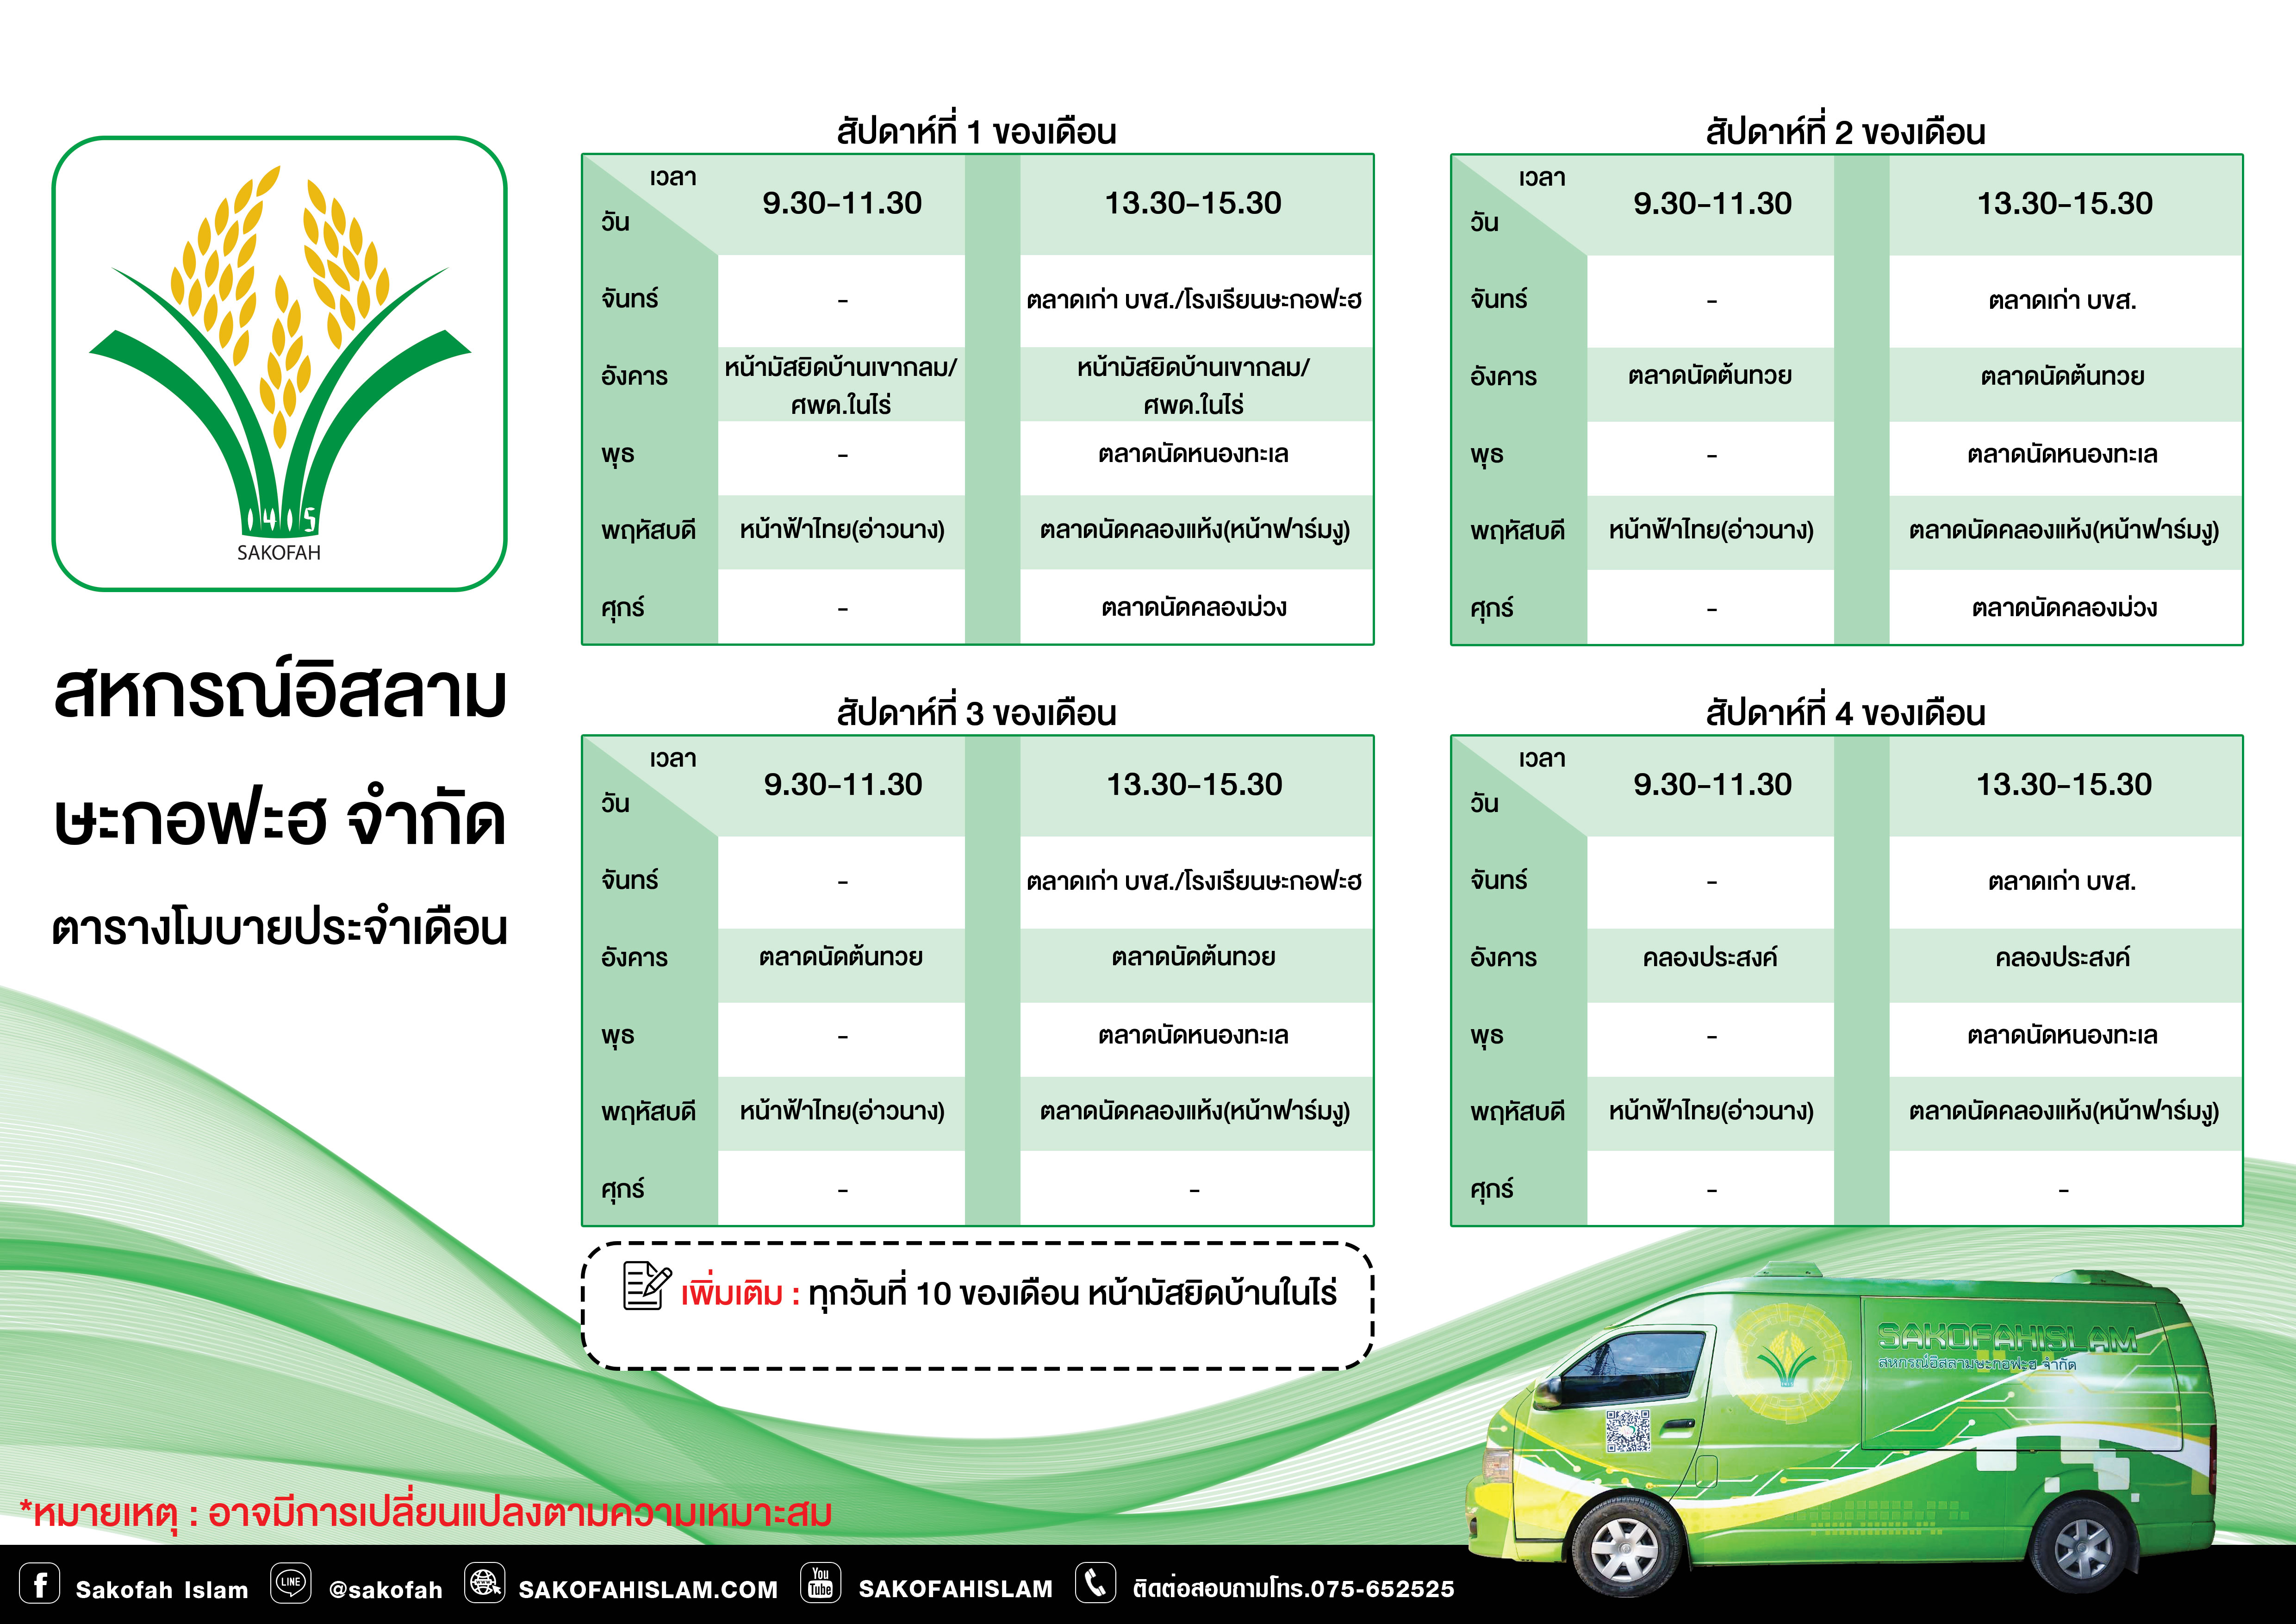 1415
SAKOFAH
สหกรณ์อิสลาม
ษะกอฟะฮ จำกัด
ตารางโมบายประจำเดือน
สัปดาห์ที่ 1 ของเดือน
เวลา
วัน
9.30-11.30
13.30-15.30
จันทร์
-
ตลาดเก่า บขส./โรงเรียนษะกอฟะฮ
อังคาร
หน้ามัสยิดบ้านเขากลม/
ศพด.ในไร่
หน้ามัสยิดบ้านเขากลม/
ศพด.ในไร่
พุธ
-
ตลาดนัดหนองทะเล
พฤหัสบดี
หน้าฟ้าไทย(อ่าวนาง)
ตลาดนัดคลองแห้ง(หน้าฟาร์มงู)
ศุกร์
-
ตลาดนัดคลองม่วง
สัปดาห์ที่ 2 ของเดือน
เวลา
วัน
9.30-11.30
13.30-15.30
จันทร์
-
ตลาดเก่า บขส.
อังคาร
ตลาดนัดต้นทวย
ตลาดนัดต้นทวย
พุธ
-
ตลาดนัดหนองทะเล
พฤหัสบดี
หน้าฟ้าไทย(อ่าวนาง)
ตลาดนัดคลองแห้ง(หน้าฟาร์มงู)
ศุกร์
-
ตลาดนัดคลองม่วง
สัปดาห์ที่ 3 ของเดือน
เวลา
วัน
9.30-11.30
13.30-15.30
จันทร์
-
ตลาดเก่า บขส./โรงเรียนษะกอฟะฮ
อังคาร
ตลาดนัดต้นทวย
ตลาดนัดต้นทวย
พุธ
-
ตลาดนัดหนองทะเล
พฤหัสบดี
หน้าฟ้าไทย(อ่าวนาง)
ตลาดนัดคลองแห้ง(หน้าฟาร์มงู)
ศุกร์
-
-
สัปดาห์ที่ 4 ของเดือน
เวลา
วัน
9.30-11.30
13.30-15.30
จันทร์
-
ตลาดเก่า บขส.
อังคาร
คลองประสงค์
คลองประสงค์
พุธ
-
ตลาดนัดหนองทะเล
พฤหัสบดี
หน้าฟ้าไทย(อ่าวนาง)
ตลาดนัดคลองแห้ง(หน้าฟาร์มงู)
ศุกร์
-
-
เพิ่มเติม : ทุกวันที่ 10 ของเดือน หน้ามัสยิดบ้านในไร่
SAKOFAHISLAM
สหกรณ์อิสลามษะกอฟะฮ จำกัด
*หมายเหตุ : อาจมีการเปลี่ยนแปลงตามความเหมาะสม
f Sakofah Islam
LINE @sakofah
SAKOFAHISLAM.COM
You Tube SAKOFAHISLAM
ติดต่อสอบถามโทร.075-652525